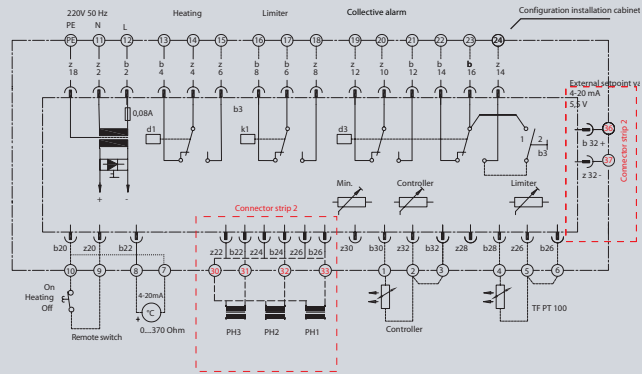 220V 50 Hz
PE N L
Heating
Limiter
Collective alarm
Configuration installation cabinet
PE 11 12 13 14 15 16 17 18 19 20 21 22 23 24
z z b b z b b b z z z b b b z
18 2 2 4 4 6 8 6 8 12 10 12 14 16 14
External setpoint va
4-20 mA
5,5 V
0,08A
b3
d1
k1
d3
1 2
b3
36
b 32 +
37
z 32 -
Connector strip 2
+ -
Min.
Controller
Limiter
Connector strip 2
b20 z20 b22 z22 b22 z24 b24 z26 b26 z30 b30 z32 b32 z28 b28 z26 b26
10 9 8 7 30 31 32 33 1 2 3 4 5 6
On
Heating
Off
4-20mA
°C
+
0....370 Ohm
Remote switch
PH3 PH2 PH1
Controller
TF PT 100